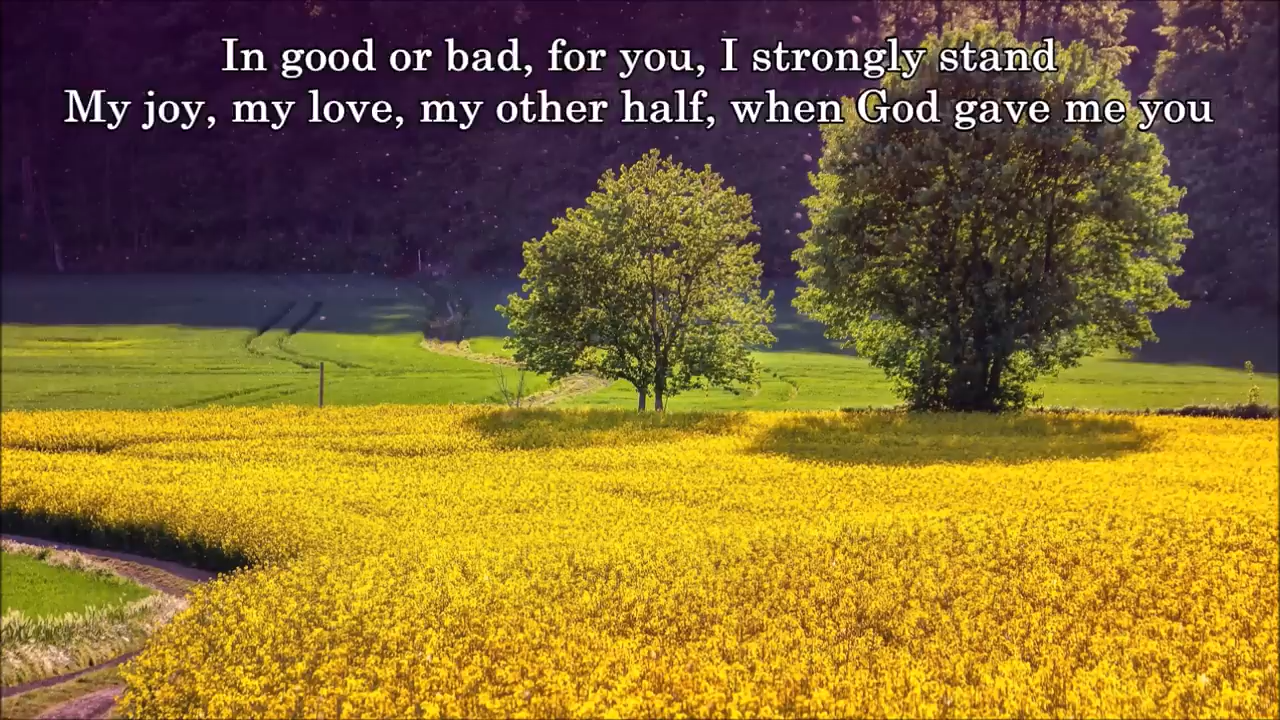 In good or bad, for you, I strongly stand
My joy, my love, my other half, when God gave me you